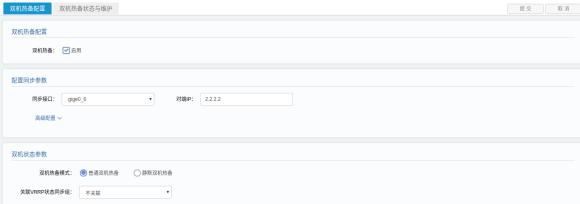 双机热备配置 双机热备状态与维护 提交 取消
双机热备配置
双机热备： 启用
配置同步参数
同步接口： gige0_6 对端IP： 2.2.2.2
高级配置
双机状态参数
双机热备模式： 普通双机热备 静默双机热备
关联VRRP状态同步组： 不关联